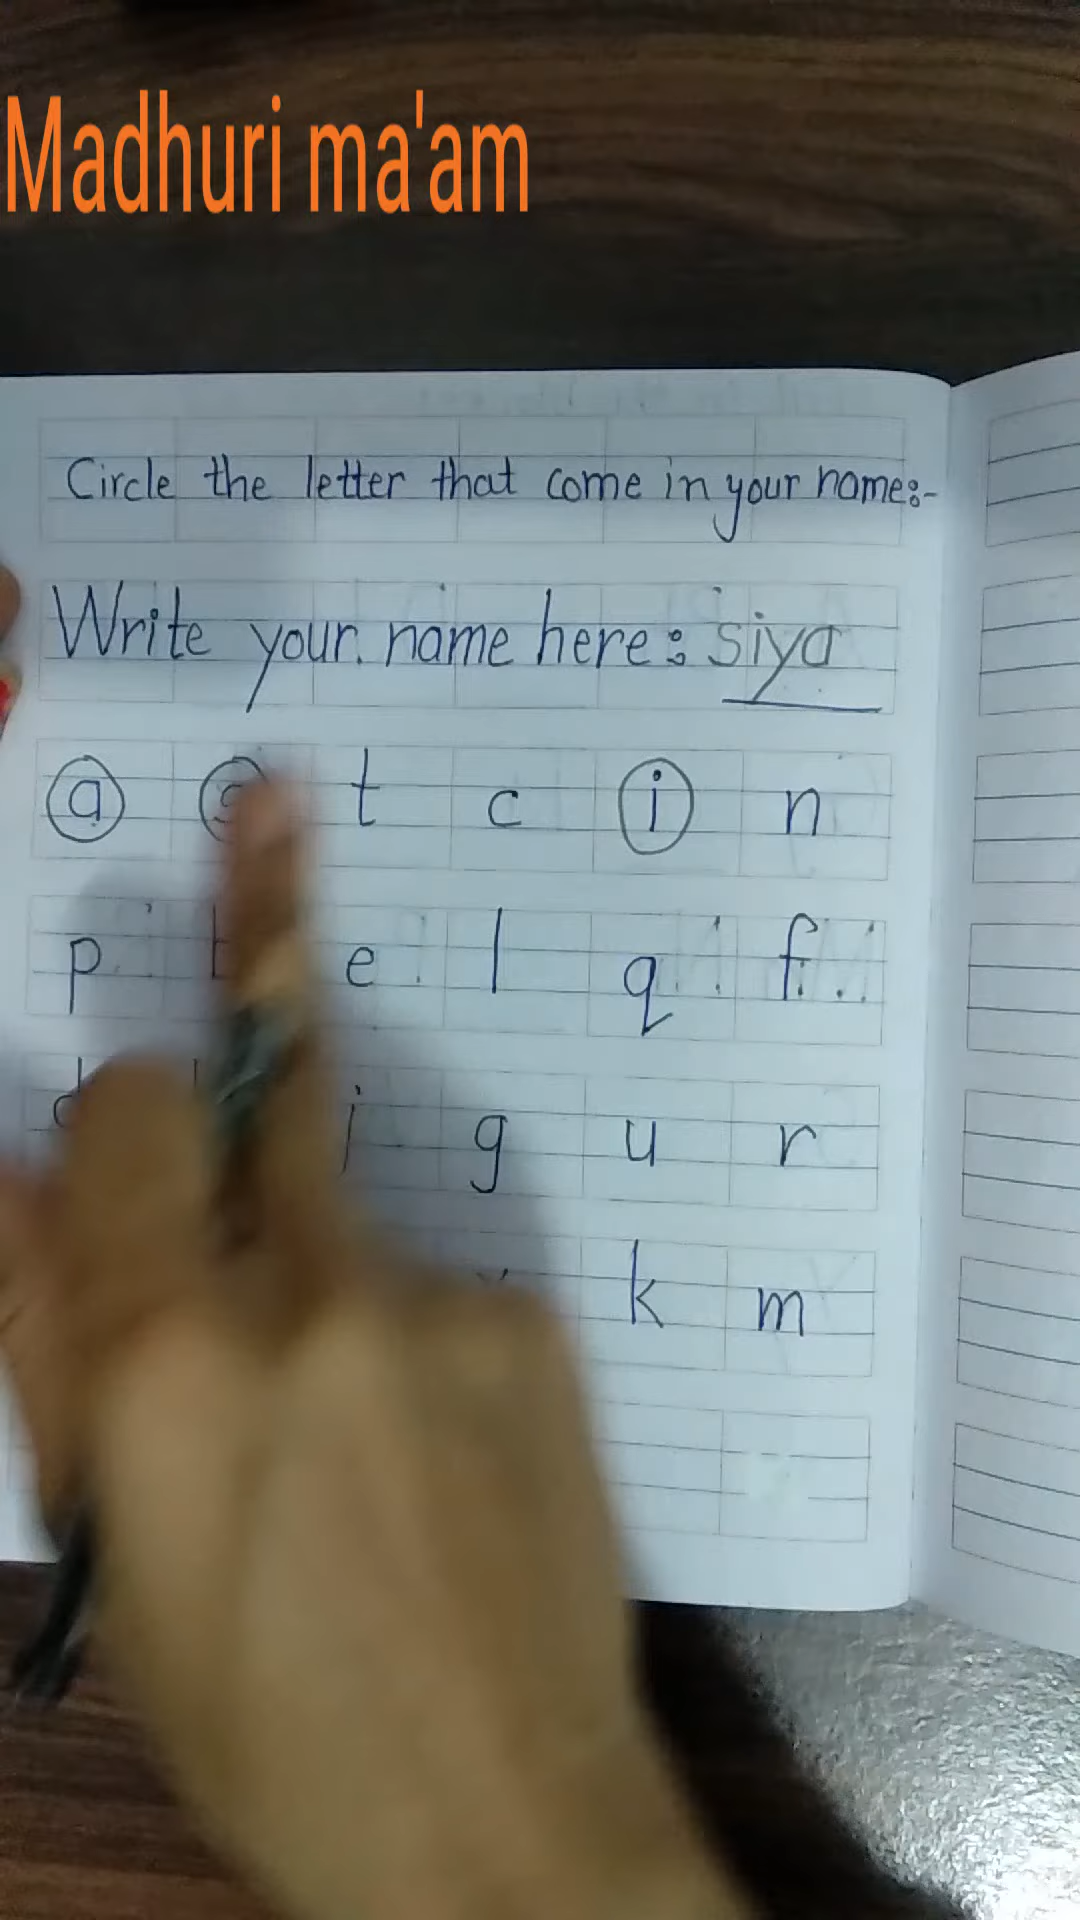 Madhuri ma'am
Circle the letter that come in your name:-
Write your name here: siya
a s t c i n
p e l q f
d j g u r
k m